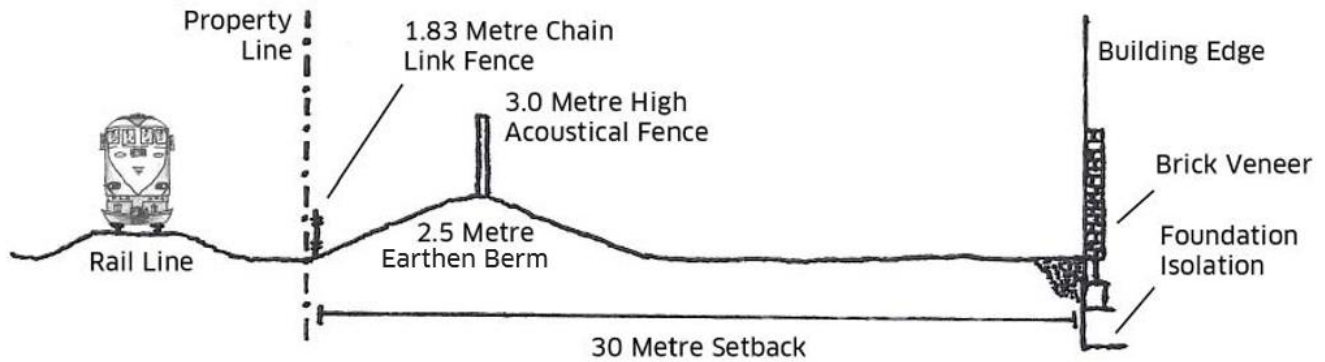 Property
Line
1.83 Metre Chain
Link Fence
3.0 Metre High
Acoustical Fence
Building Edge
Brick Veneer
Foundation
Isolation
Rail Line
2.5 Metre
Earthen Berm
30 Metre Setback